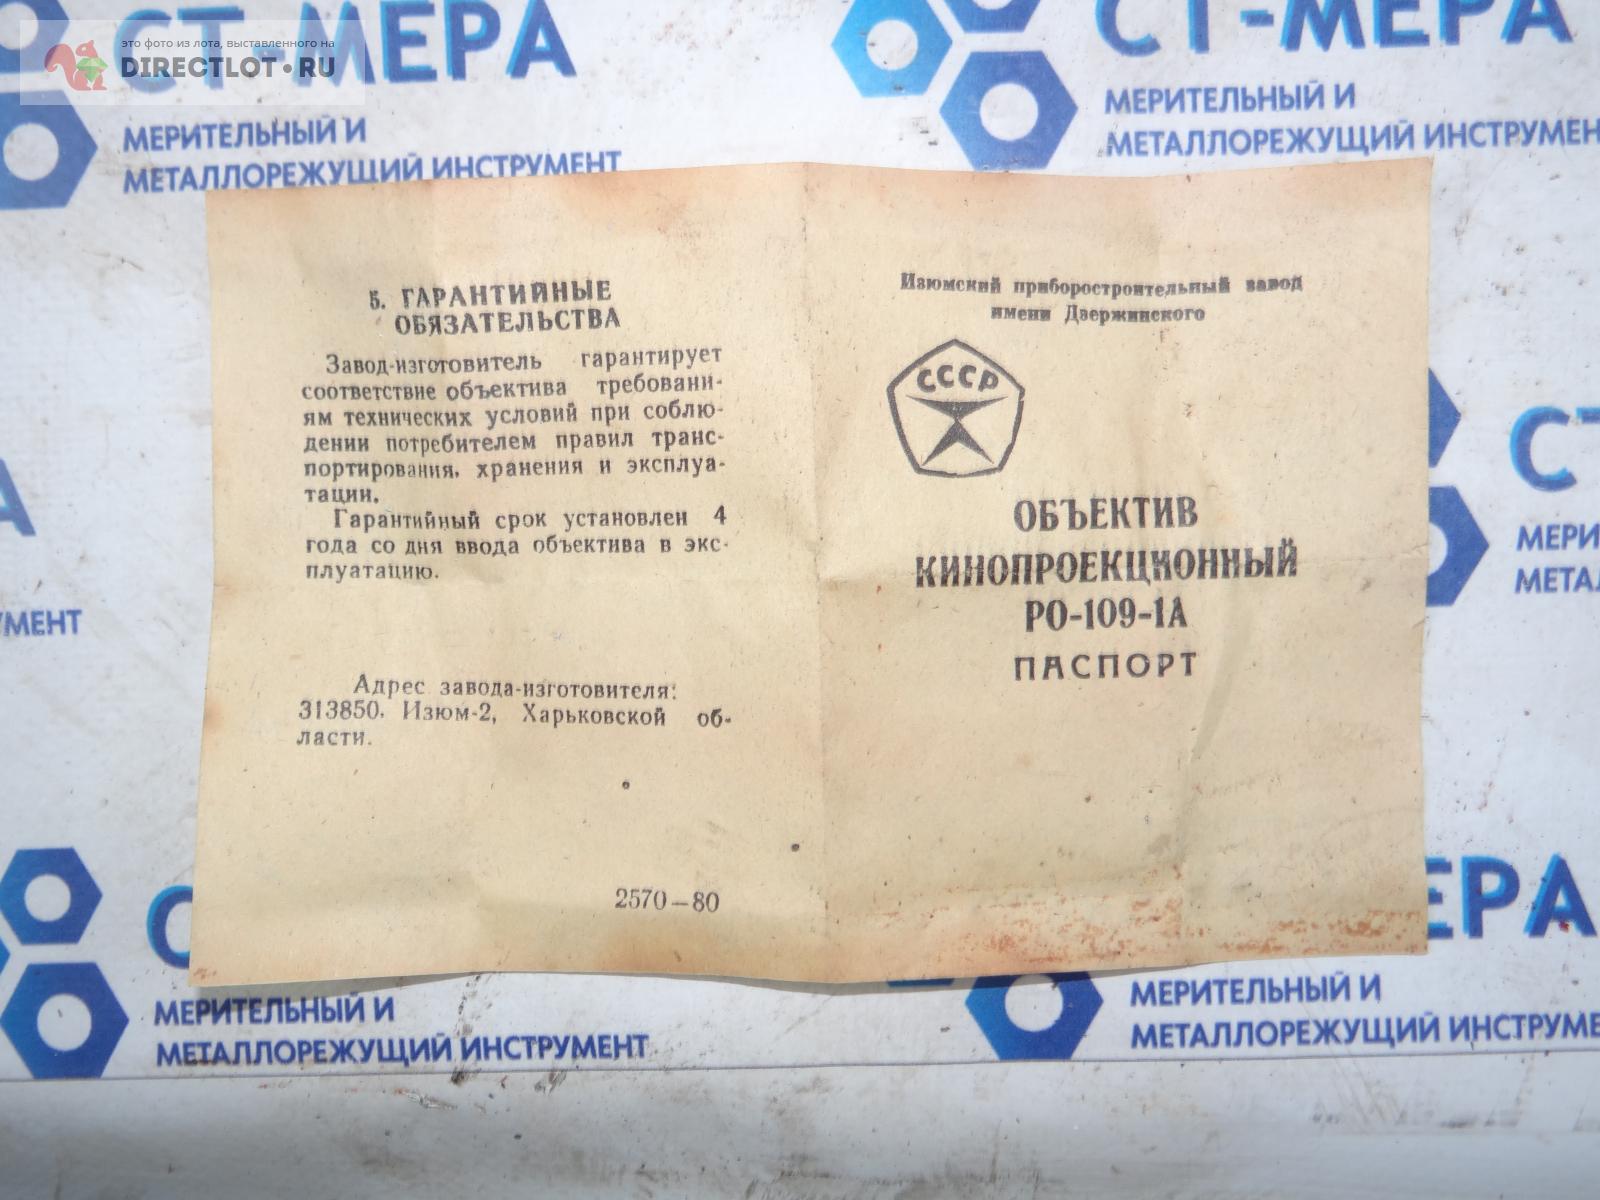 это фото из лота, выставленного на
DIRECTLOT.RU
СТ-МЕРА
МЕРИТЕЛЬНЫЙ И
МЕТАЛЛОРЕЖУЩИЙ ИНСТРУМЕНТ
СТ-МЕРА
МЕРИТЕЛЬНЫЙ И
МЕТАЛЛОРЕЖУЩИЙ ИНСТРУМЕН
5. ГАРАНТИЙНЫЕ
ОБЯЗАТЕЛЬСТВА
Завод-изготовитель гарантирует
соответствие объектива требовани-
ям технических условий при соблю-
дении потребителем правил транс-
портирования, хранения и эксплуа-
тации.
Гарантийный срок установлен 4
года со дня ввода объектива в экс-
плуатацию.
Адрес завода-изготовителя:
313850, Изюм-2, Харьковской об-
ласти.
2570-80
Изюмский приборостроительный завод
имени Дзержинского
СССР
ОБЪЕКТИВ
КИНОПРОЕКЦИОННЫЙ
РО-109-1А
ПАСПОРТ
А
УМЕНТ
СТ
МЕРИ
МЕТА
С
МЕРИТЕЛЬНЫЙ И
МЕТАЛЛОРЕЖУЩИЙ ИНСТРУМЕНТ
ЕРА
МЕРИТЕЛЬНЫЙ И
МЕТАЛЛОРЕЖУЩИЙ ИНСТРУМЕ